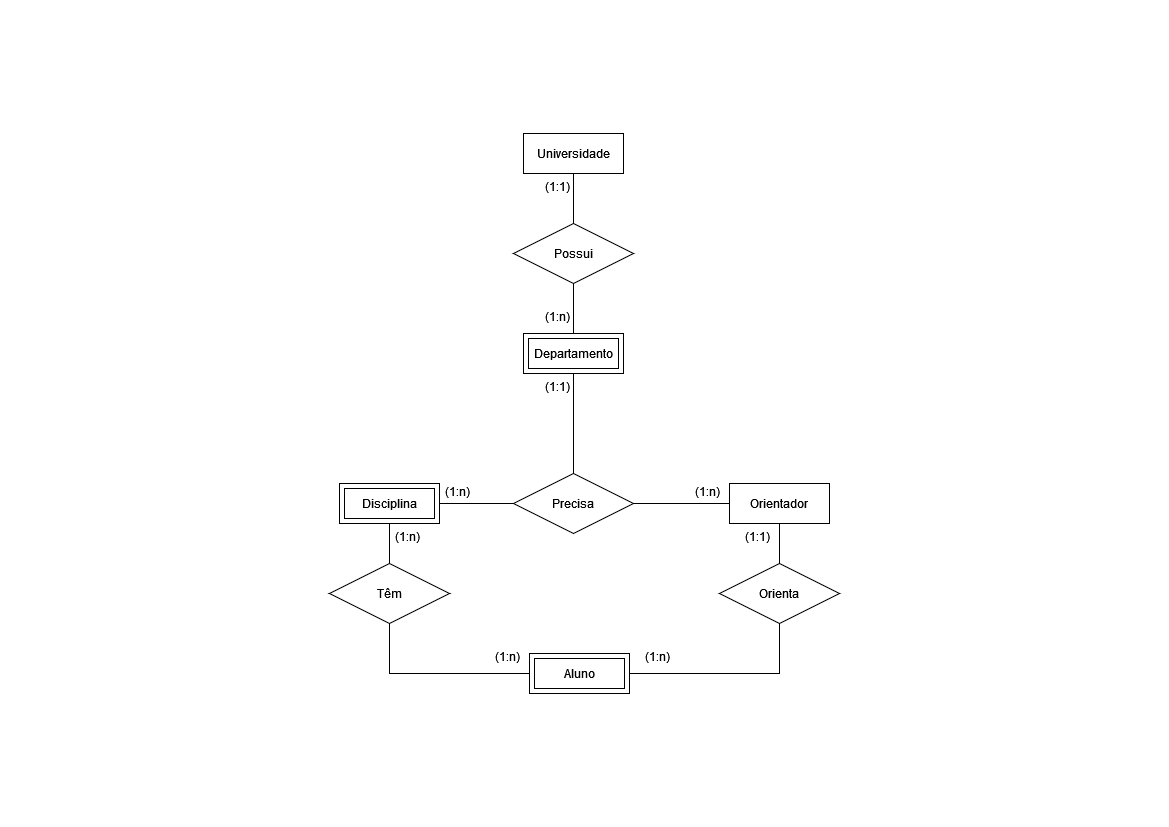 Universidade
(1:1)
Possui
(1:n)
Departamento
(1:1)
Disciplina
(1:n)
Precisa
(1:n)
Orientador
(1:n)
(1:1)
Têm
Orienta
(1:n)
Aluno
(1:n)